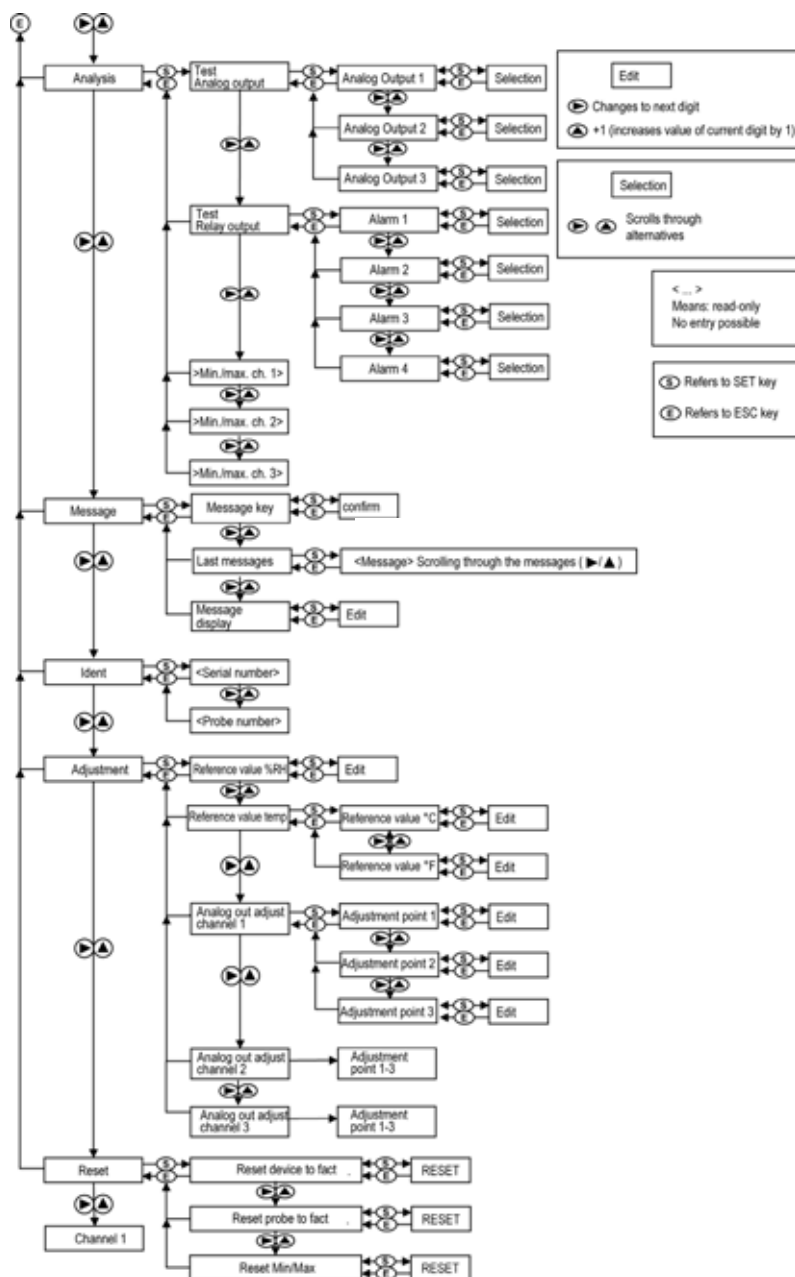 E
Analysis
S
E
Test
Analog output
S
E
Analog Output 1
S
E
Selection
Analog Output 2
S
E
Selection
Analog Output 3
S
E
Selection
Test
Relay output
S
E
Alarm 1
S
E
Selection
Alarm 2
S
E
Selection
Alarm 3
S
E
Selection
Alarm 4
S
E
Selection
>Min./max. ch. 1>
>Min./max. ch. 2>
>Min./max. ch. 3>
Edit
Changes to next digit
+1 (increases value of current digit by 1)
Selection
Scrolls through
alternatives
< ... >
Means: read-only
No entry possible
S Refers to SET key
E Refers to ESC key
Message
S
E
Message key
S
E
confirm
Last messages
S
E
<Message> Scrolling through the messages ( ▶/▲ )
Message
display
S
E
Edit
Ident
S
E
<Serial number>
<Probe number>
Adjustment
S
E
Reference value %RH
S
E
Edit
Reference value temp
S
E
Reference value °C
S
E
Edit
Reference value °F
S
E
Edit
Analog out adjust
channel 1
S
E
Adjustment point 1
S
E
Edit
Adjustment point 2
S
E
Edit
Adjustment point 3
S
E
Edit
Analog out adjust
channel 2
Adjustment
point 1-3
Analog out adjust
channel 3
Adjustment
point 1-3
Reset
S
E
Reset device to fact .
S
E
RESET
Reset probe to fact .
S
E
RESET
Reset Min/Max
S
E
RESET
Channel 1